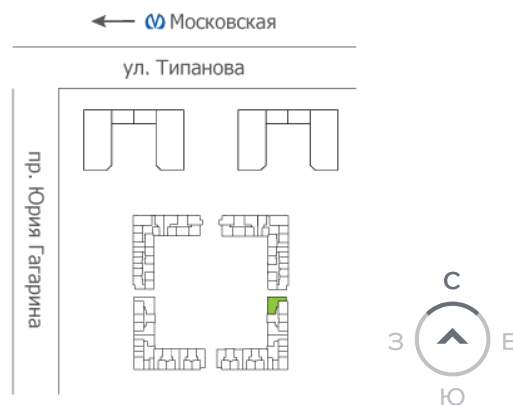 Московская
ул. Типанова
пр. Юрия Гагарина
С
З
В
Ю